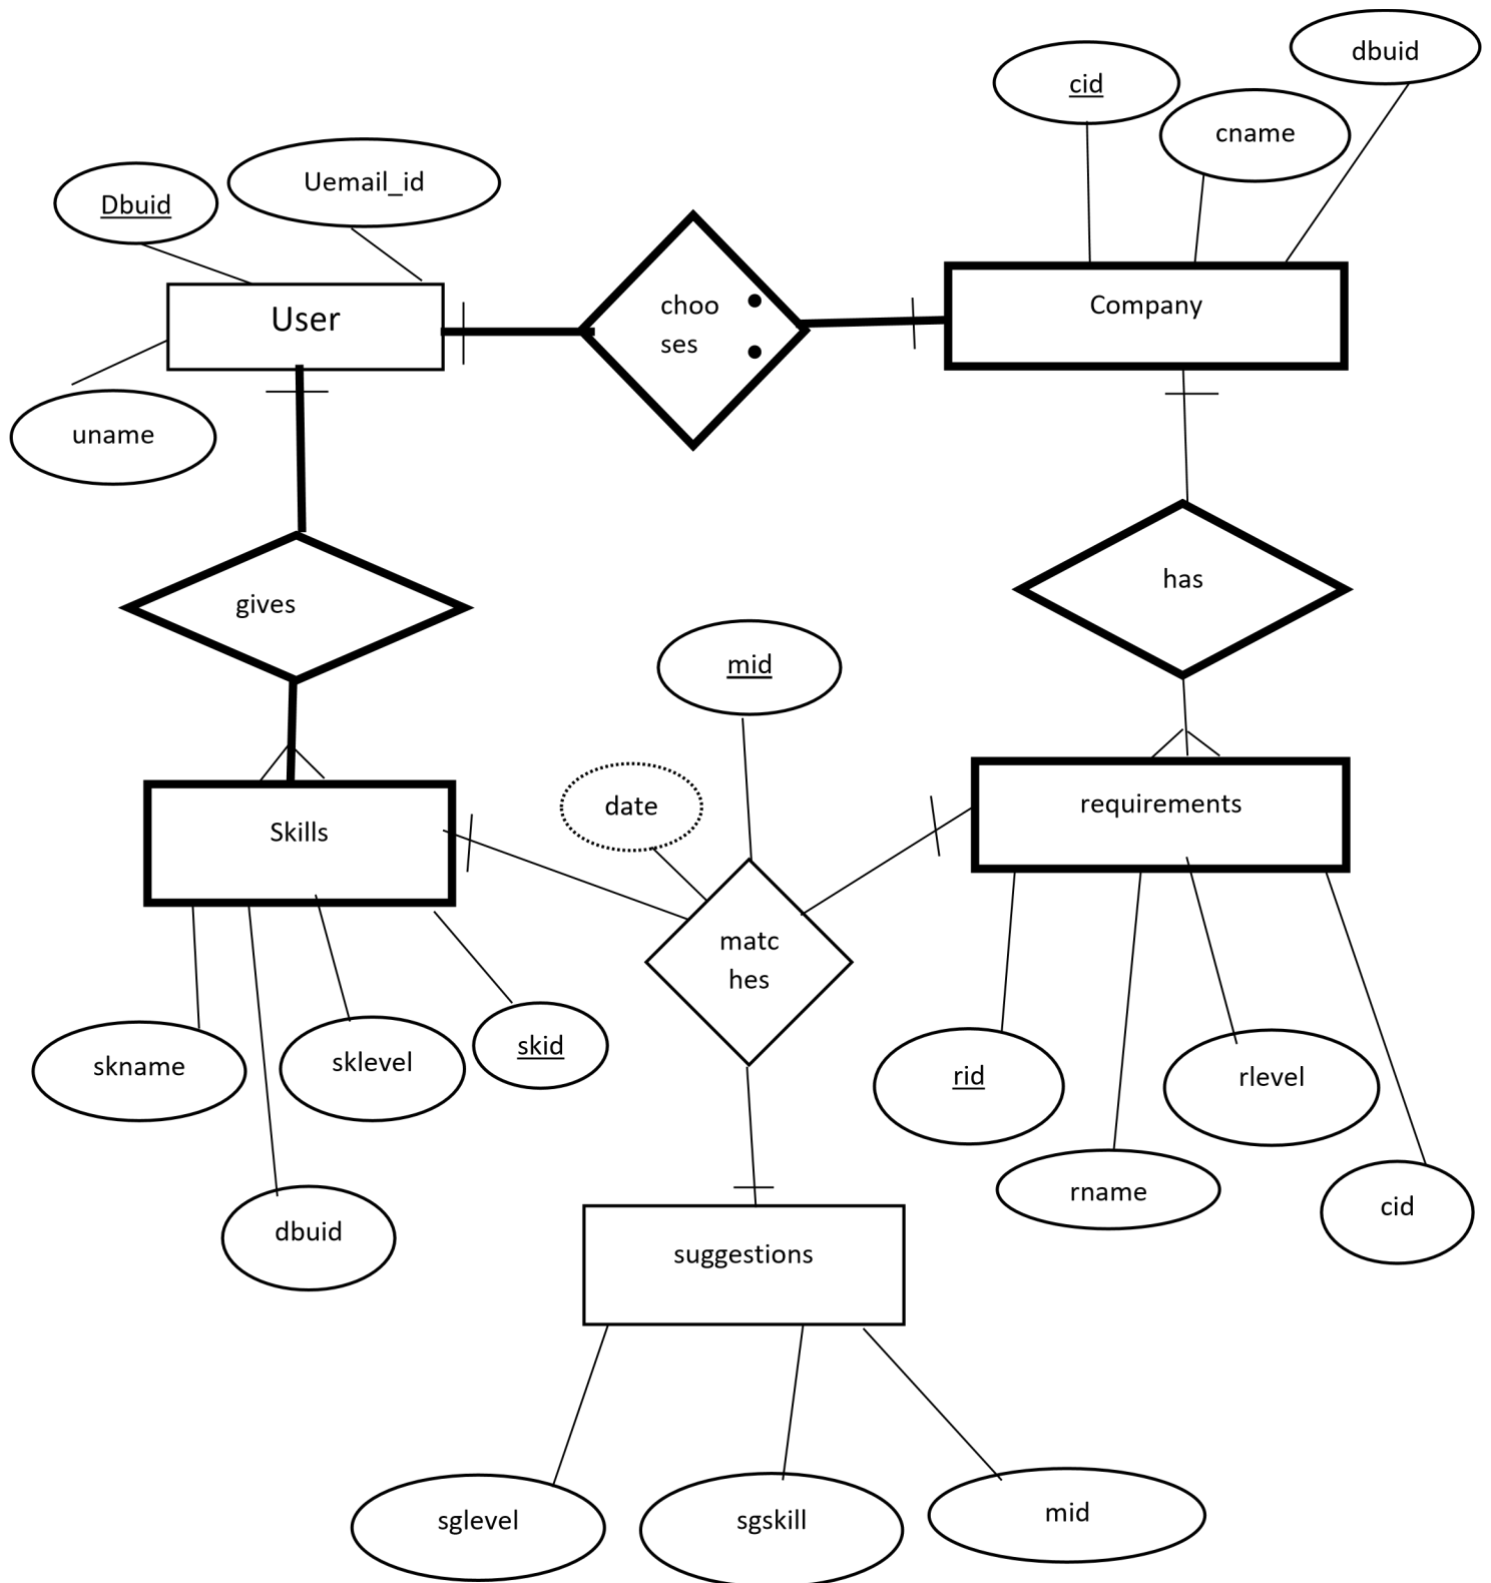 dbuid
cid
cname
Uemail_id
Dbuid
User
choo
ses
Company
uname
gives
has
mid
date
Skills
requirements
matc
hes
skname
sklevel
skid
rid
rlevel
rname
cid
dbuid
suggestions
sglevel
sgskill
mid